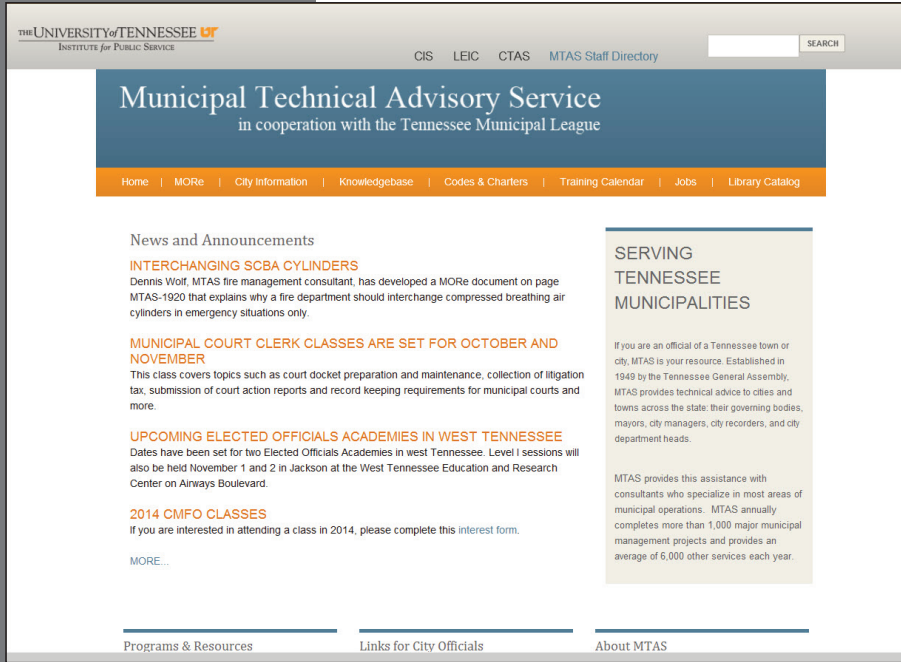 THE UNIVERSITY of TENNESSEE UT
INSTITUTE for PUBLIC SERVICE
CIS LEIC CTAS MTAS Staff Directory
SEARCH
Municipal Technical Advisory Service
in cooperation with the Tennessee Municipal League
Home | MORe | City Information | Knowledgebase | Codes & Charters | Training Calendar | Jobs | Library Catalog
News and Announcements
INTERCHANGING SCBA CYLINDERS
Dennis Wolf, MTAS fire management consultant, has developed a MORe document on page
MTAS-1920 that explains why a fire department should interchange compressed breathing air
cylinders in emergency situations only.
MUNICIPAL COURT CLERK CLASSES ARE SET FOR OCTOBER AND
NOVEMBER
This class covers topics such as court docket preparation and maintenance, collection of litigation
tax, submission of court action reports and record keeping requirements for municipal courts and
more.
UPCOMING ELECTED OFFICIALS ACADEMIES IN WEST TENNESSEE
Dates have been set for two Elected Officials Academies in west Tennessee. Level I sessions will
also be held November 1 and 2 in Jackson at the West Tennessee Education and Research
Center on Airways Boulevard.
2014 CMFO CLASSES
If you are interested in attending a class in 2014, please complete this interest form.
MORE...
SERVING
TENNESSEE
MUNICIPALITIES
If you are an official of a Tennessee town or
city, MTAS is your resource. Established in
1949 by the Tennessee General Assembly,
MTAS provides technical advice to cities and
towns across the state: their governing bodies,
mayors, city managers, city recorders, and city
department heads.
MTAS provides this assistance with
consultants who specialize in most areas of
municipal operations. MTAS annually
completes more than 1,000 major municipal
management projects and provides an
average of 6,000 other services each year.
Programs & Resources
Links for City Officials
About MTAS